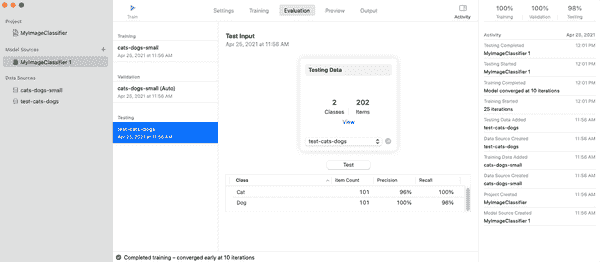 Train
Settings
Training
Evaluation
Preview
Output
Activity
100%
Training
100%
Validation
98%
Testing
Project
MyImageClassifier
Model Sources
+
MyImageClassifier 1
Data Sources
cats-dogs-small
test-cats-dogs
Training
cats-dogs-small
Apr 25, 2021 at 11:56 AM
Validation
cats-dogs-small (Auto)
Apr 25, 2021 at 11:56 AM
Testing
test-cats-dogs
Apr 25, 2021 at 11:56 AM
Test Input
Apr 25, 2021 at 11:56 AM
Testing Data
2
Classes
202
Items
View
test-cats-dogs
Test
Class Item Count Precision Recall
Cat 101 96% 100%
Dog 101 100% 96%
Completed training – converged early at 10 iterations
Activity Apr 25, 2021
Testing Completed 12:01 PM
MyImageClassifier 1
Testing Started 12:01 PM
MyImageClassifier 1
Training Completed 12:01 PM
Model converged at 10 iterations
Training Started 12:01 PM
25 iterations
Testing Data Added 11:56 AM
test-cats-dogs
Data Source Created 11:56 AM
test-cats-dogs
Training Data Added 11:56 AM
cats-dogs-small
Data Source Created 11:56 AM
cats-dogs-small
Project Created 11:56 AM
MyImageClassifier
Model Source Created 11:56 AM
MyImageClassifier 1